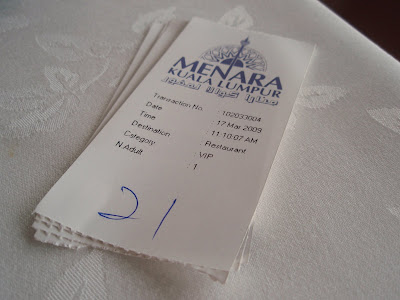 MENARA
KUALA LUMPUR
Transaction No. : 102033004
Date : 17 Mar 2009
Time : 11:10:07 AM
Destination : Restaurant
Category: : VIP
N.Adult : 1
21